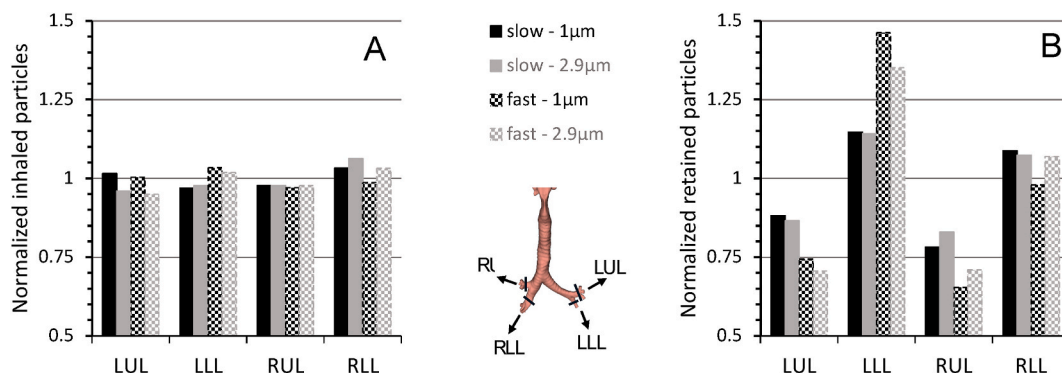 Normalized inhaled particles
1.5
1.25
1
0.75
0.5
A
LUL LLL RUL RLL
slow - 1µm
slow - 2.9µm
fast - 1µm
fast - 2.9µm
LUL
RLL
LLL
Normalized retained particles
1.5
1.25
1
0.75
0.5
B
LUL LLL RUL RLL